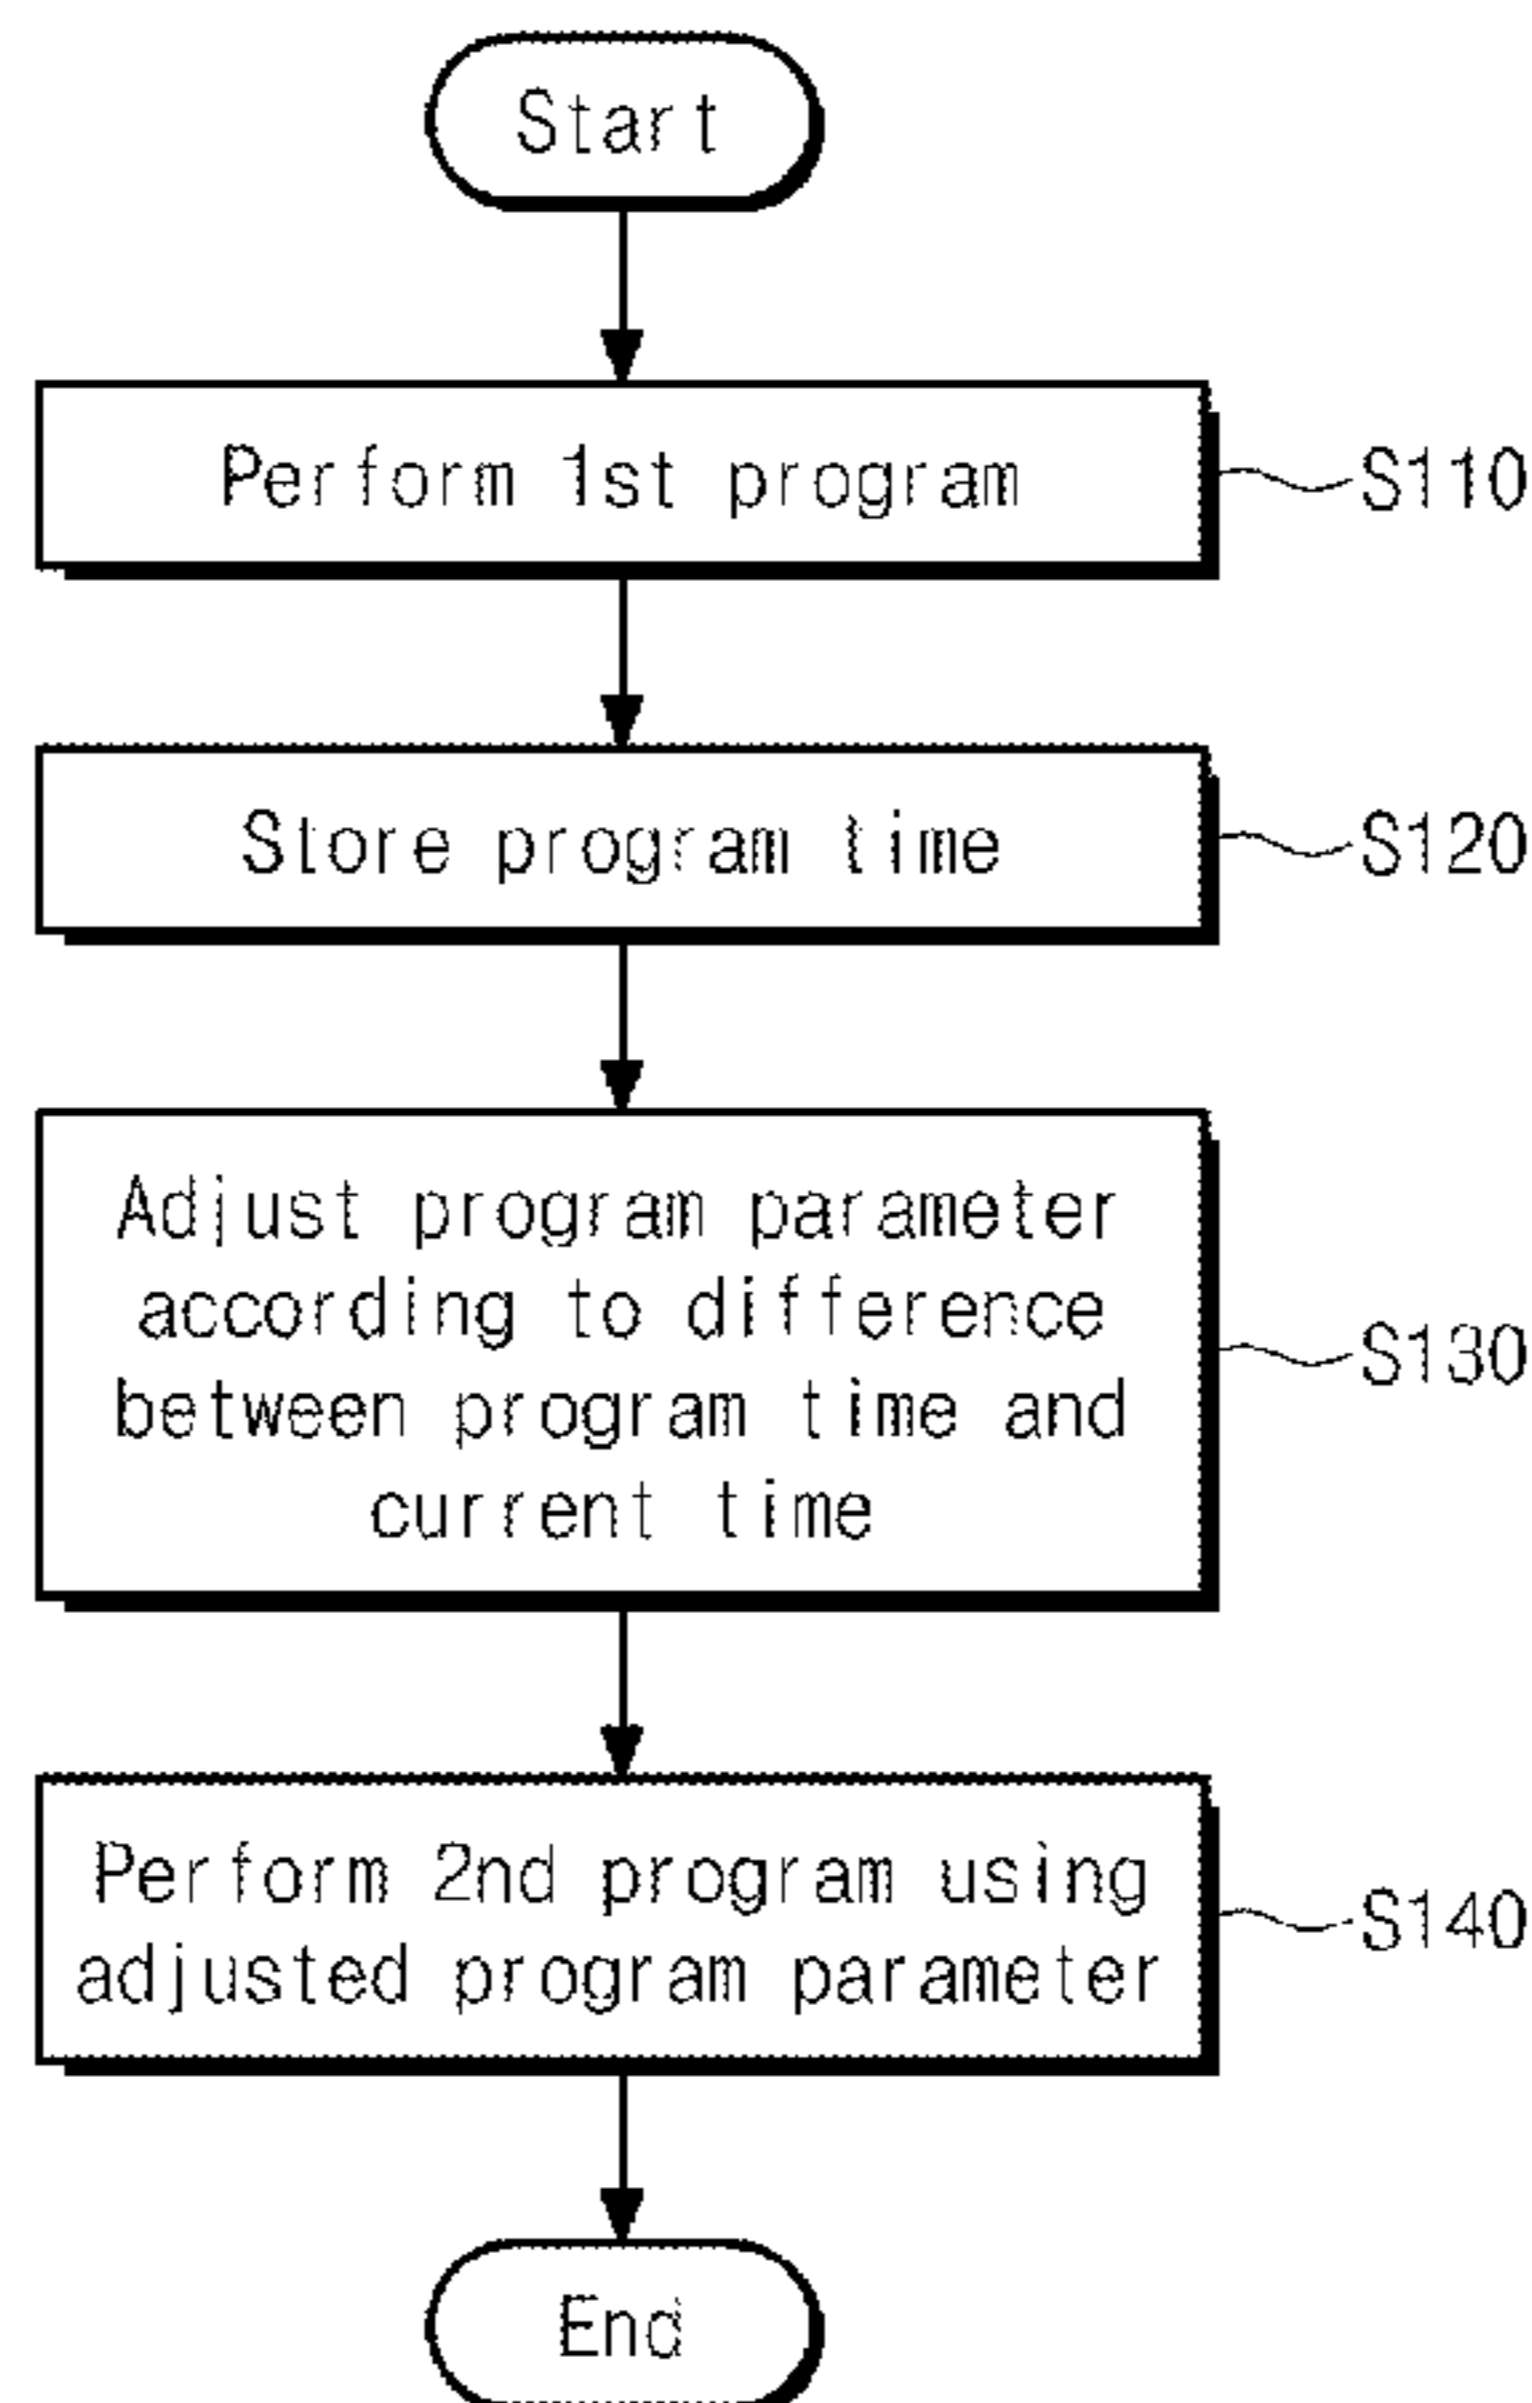 Start
Perform 1st program
S110
Store program time
S120
Adjust program parameter
according to difference
between program time and
current time
S130
Perform 2nd program using
adjusted program parameter
S140
End